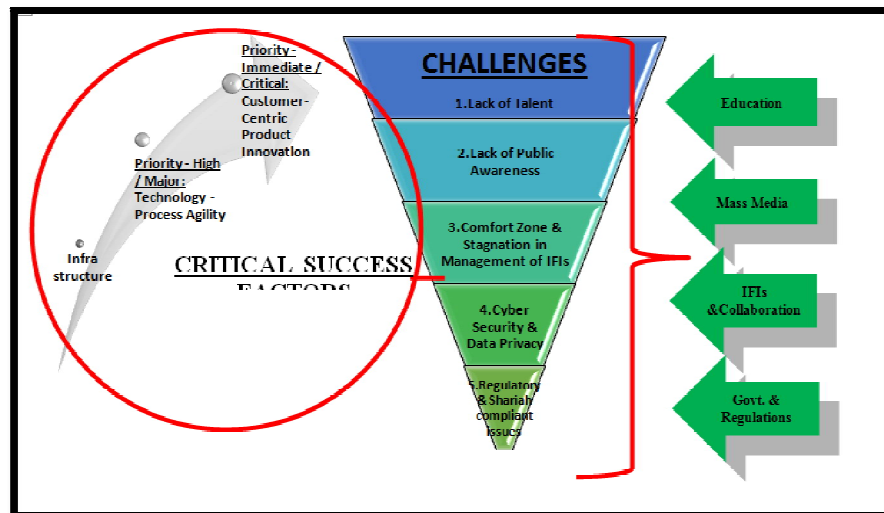 Priority -
Immediate /
Critical:
Customer-
Centric
Product
Innovation
Priority - High
/ Major:
Technology -
Process Agility
Infra
structure
CRITICAL SUCCESS
FACTORS
CHALLENGES
1.Lack of Talent
2.Lack of Public
Awareness
3.Comfort Zone &
Stagnation in
Management of IFIs
4.Cyber
Security &
Data Privacy
5.Regulatory
& Shariah
compliant
issues
Education
Mass Media
IFIs
&Collaboration
Govt. &
Regulations